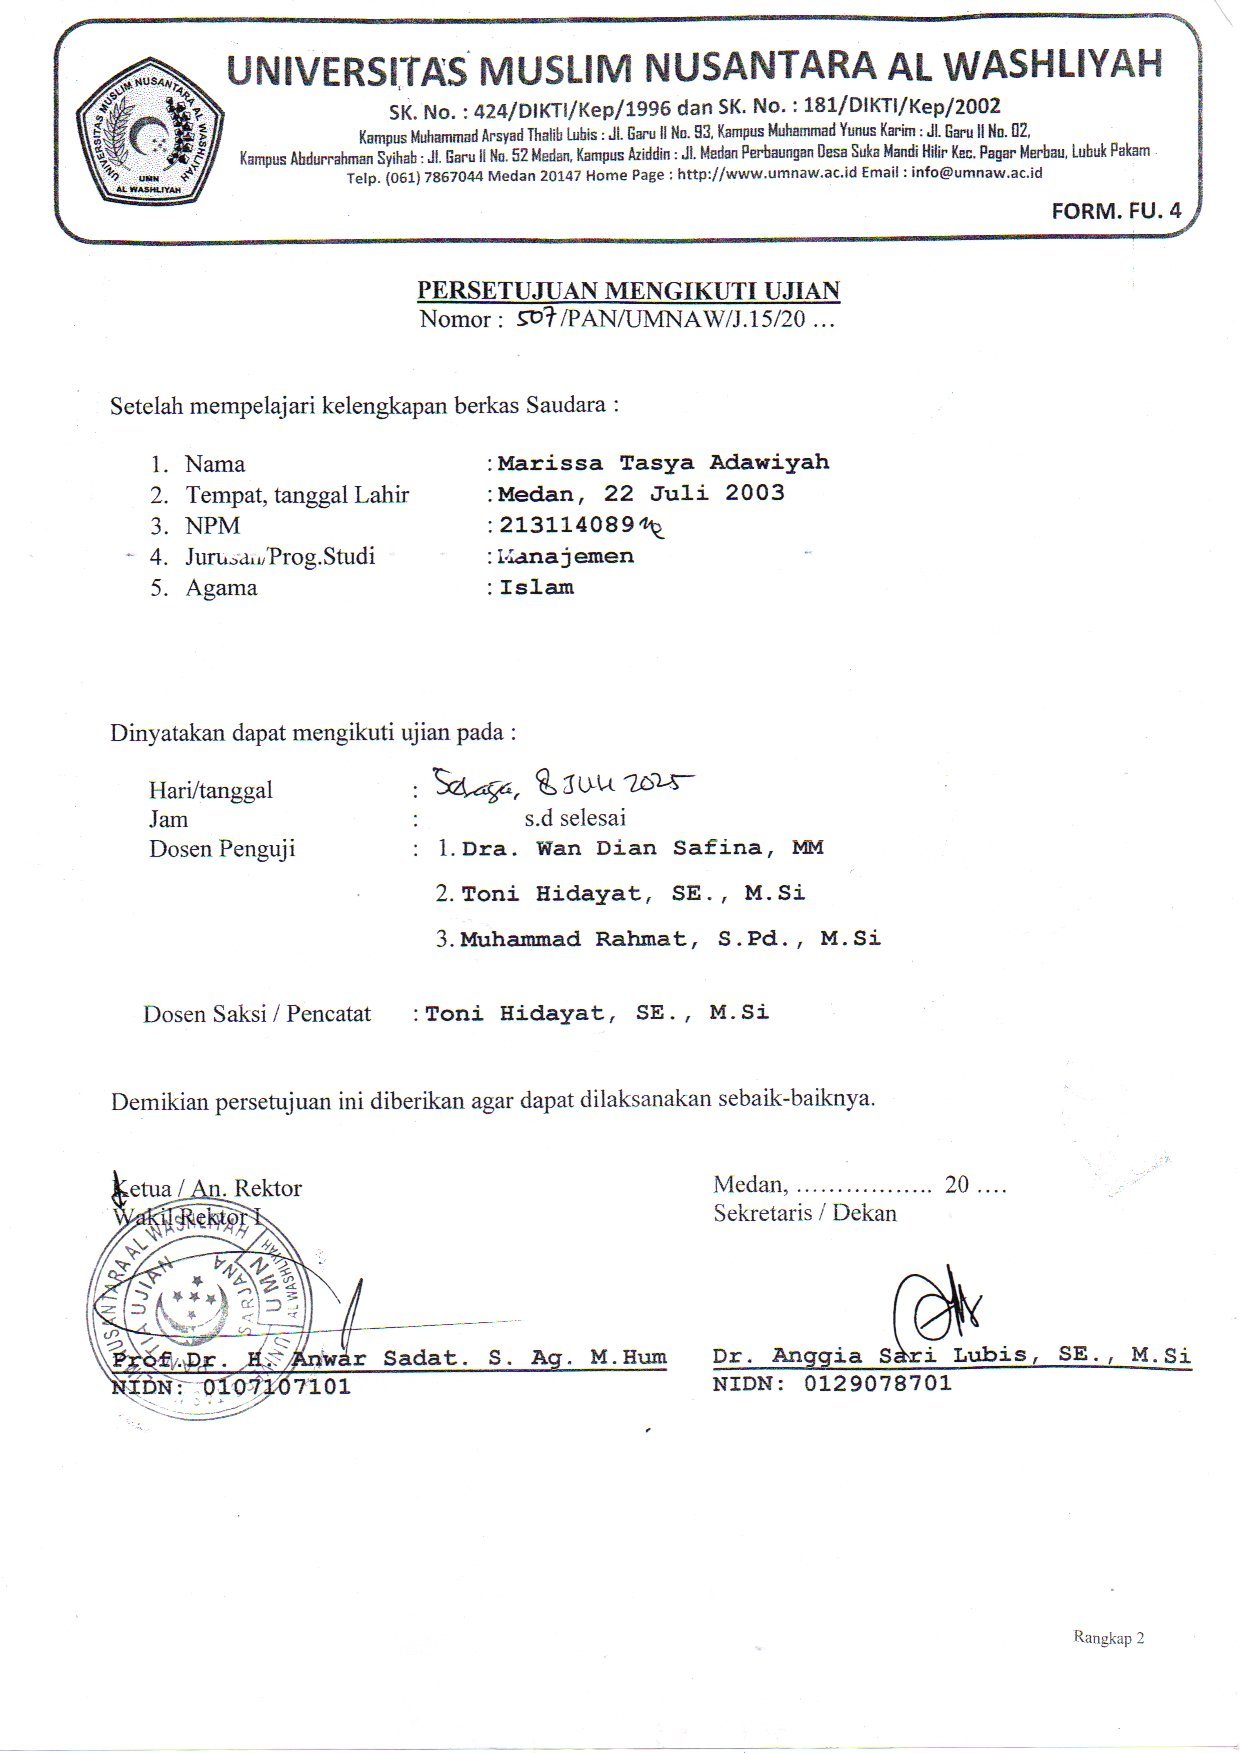 UNIVERSITAS MUSLIM NUSANTARA AL WASHLIYAH
SK. No. : 424/DIKTI/Kep/1996 dan SK. No. : 181/DIKTI/Kep/2002
Kampus Muhammad Arsyad Thalib Lubis : Jl. Garu II No. 93, Kampus Muhammad Yunus Karim : Jl. Garu II No. 02,
Kampus Abdurrahman Syihab : Jl. Garu II No. 52 Medan, Kampus Aziddin : Jl. Medan Perbaungan Desa Suka Mandi Hilir Kec. Pagar Merbau, Lubuk Pakam
Telp. (061) 7867044 Medan 20147 Home Page : http://www.umnaw.ac.id Email : info@umnaw.ac.id
UNIVERSITAS MUSLIM NUSANTARA AL WASHLIYAH
UMN
AL WASHLIYAH
FORM. FU. 4
PERSETUJUAN MENGIKUTI UJIAN
Nomor : 507/PAN/UMNAW/J.15/20 ...
Setelah mempelajari kelengkapan berkas Saudara :
1. Nama : Marissa Tasya Adawiyah
2. Tempat, tanggal Lahir : Medan, 22 Juli 2003
3. NPM : 213114089
4. Jurusan/Prog.Studi : Manajemen
5. Agama : Islam
Dinyatakan dapat mengikuti ujian pada :
Hari/tanggal : Selasa, 8 Juli 2025
Jam : s.d selesai
Dosen Penguji : 1. Dra. Wan Dian Safina, MM
2. Toni Hidayat, SE., M.Si
3. Muhammad Rahmat, S.Pd., M.Si
Dosen Saksi / Pencatat : Toni Hidayat, SE., M.Si
Demikian persetujuan ini diberikan agar dapat dilaksanakan sebaik-baiknya.
Ketua / An. Rektor
Wakil Rektor I
Medan, ................. 20 ....
Sekretaris / Dekan
Prof.Dr. H. Anwar Sadat. S. Ag. M.Hum
NIDN: 0107107101
Dr. Anggia Sari Lubis, SE., M.Si
NIDN: 0129078701
Rangkap 2